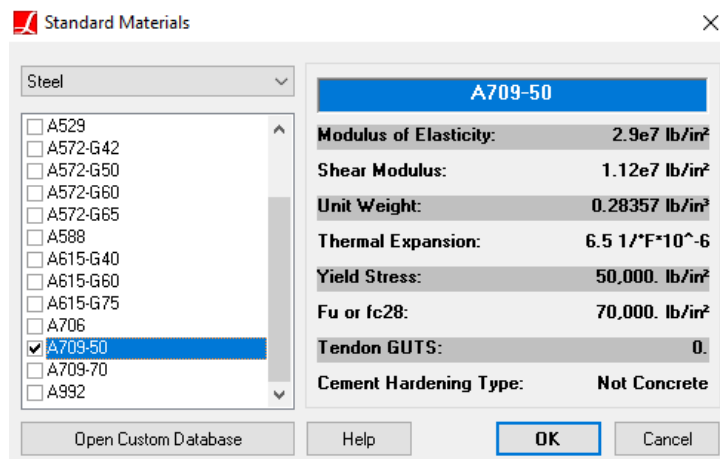 Standard Materials
Steel
A529
A572-G42
A572-G50
A572-G60
A572-G65
A588
A615-G40
A615-G60
A615-G75
A706
A709-50
A709-70
A992
A709-50
Modulus of Elasticity: 2.9e7 lb/in²
Shear Modulus: 1.12e7 lb/in²
Unit Weight: 0.28357 lb/in³
Thermal Expansion: 6.5 1/°F*10^-6
Yield Stress: 50,000. lb/in²
Fu or fc28: 70,000. lb/in²
Tendon GUTS: 0.
Cement Hardening Type: Not Concrete
Open Custom Database
Help
OK
Cancel